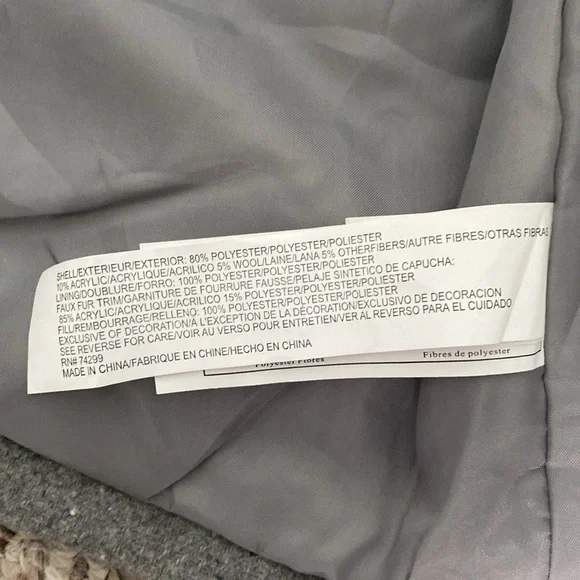 SHELL/EXTERIEUR/EXTERIOR: 80% POLYESTER/POLYESTER/POLIESTER
10% ACRYLIC/ACRYLIQUE/ACRILICO 5% WOOL/LAINE/LANA 5% OTHERFIBERS/AUTRE FIBRES/OTRAS FIBRAS
LINING/DOUBLURE/FORRO: 100% POLYESTER/POLYESTER/POLIESTER
FAUX FUR TRIM/GARNITURE DE FOURRURE FAUSSE/PELAJE SINTETICO DE CAPUCHA:
85% ACRYLIC/ACRYLIQUE/ACRILICO 15% POLYESTER/POLYESTER/POLIESTER
FILL/REMBOURRAGE/RELLENO: 100% POLYESTER/POLYESTER/POLIESTER
EXCLUSIVE OF DECORATION/À L'EXCEPTION DE LA DÉCORATION/EXCLUSIVO DE DECORACION
SEE REVERSE FOR CARE/VOIR AU VERSO POUR ENTRETIEN/VER AL REVERSO PARA EL CUIDADO
RN# 74299
MADE IN CHINA/FABRIQUE EN CHINE/HECHO EN CHINA
Polyester Fibres
Fibres de polyester